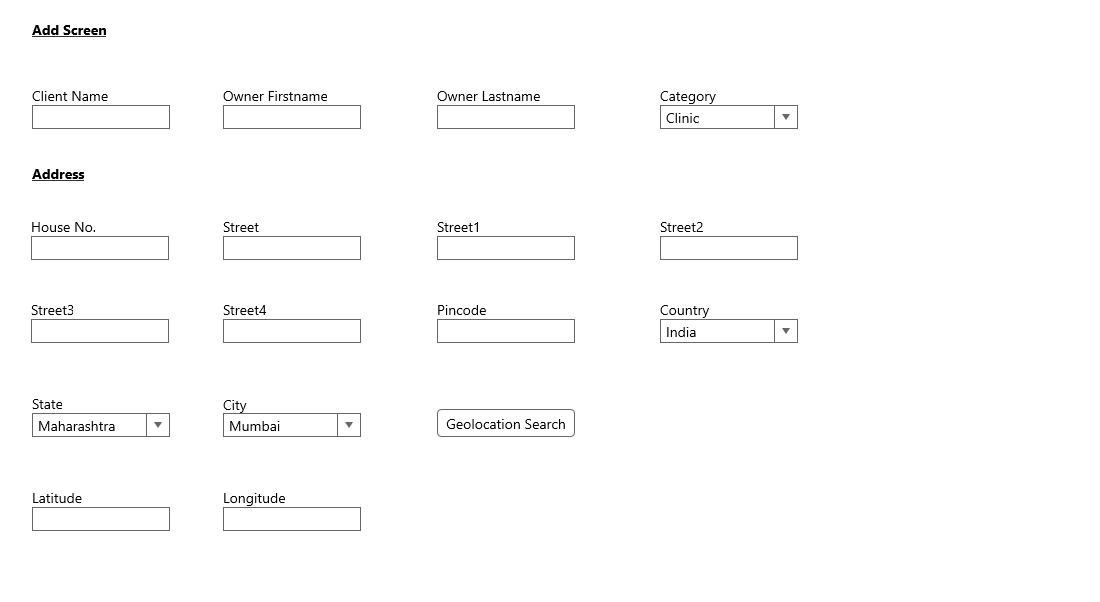 Add Screen
Client Name Owner Firstname Owner Lastname Category
Clinic
Address
House No. Street Street1 Street2
Street3 Street4 Pincode Country
India
State City
Maharashtra Mumbai Geolocation Search
Latitude Longitude